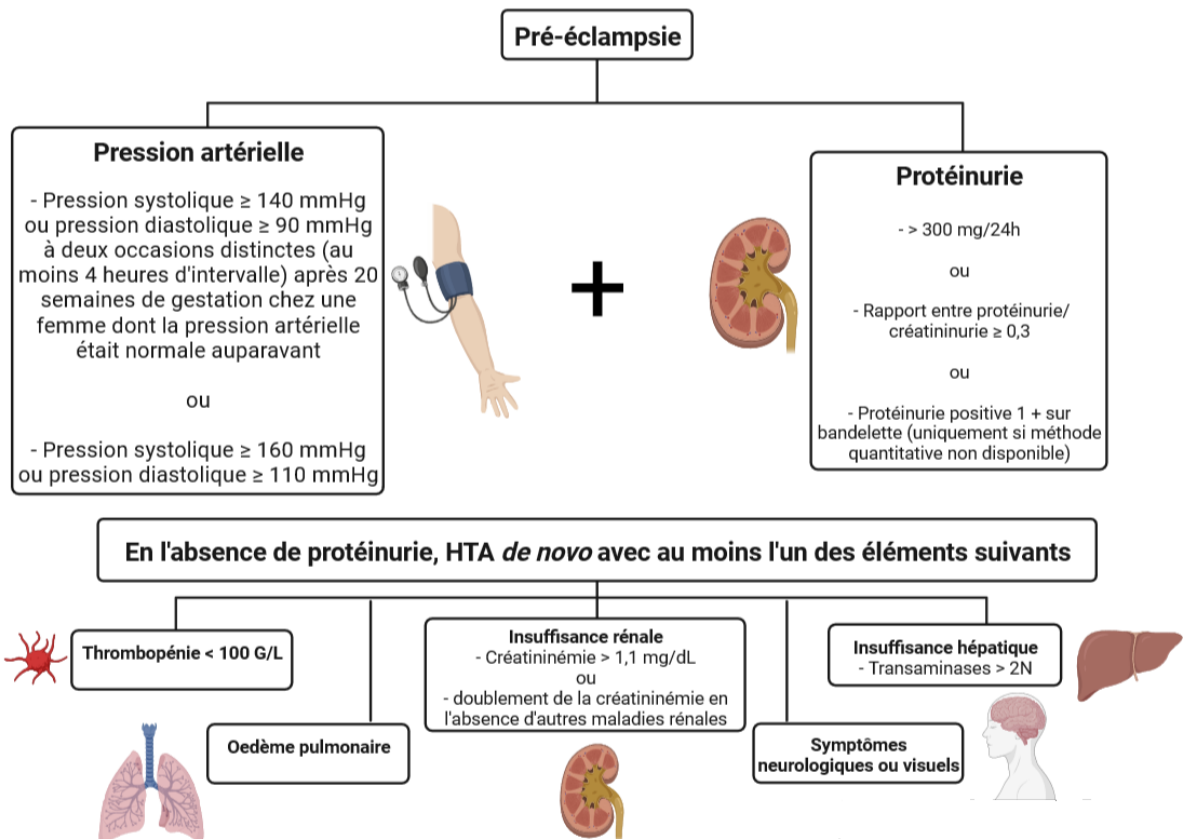 Pré-éclampsie
Pression artérielle
- Pression systolique ≥ 140 mmHg
ou pression diastolique ≥ 90 mmHg
à deux occasions distinctes (au
moins 4 heures d'intervalle) après 20
semaines de gestation chez une
femme dont la pression artérielle
était normale auparavant
ou
- Pression systolique ≥ 160 mmHg
ou pression diastolique ≥ 110 mmHg
+
Protéinurie
- > 300 mg/24h
ou
- Rapport entre protéinurie/
créatininurie ≥ 0,3
ou
- Protéinurie positive 1 + sur
bandelette (uniquement si méthode
quantitative non disponible)
En l'absence de protéinurie, HTA de novo avec au moins l'un des éléments suivants
Thrombopénie < 100 G/L
Oedème pulmonaire
Insuffisance rénale
- Créatininémie > 1,1 mg/dL
ou
- doublement de la créatininémie en
l'absence d'autres maladies rénales
Symptômes
neurologiques ou visuels
Insuffisance hépatique
- Transaminases > 2N